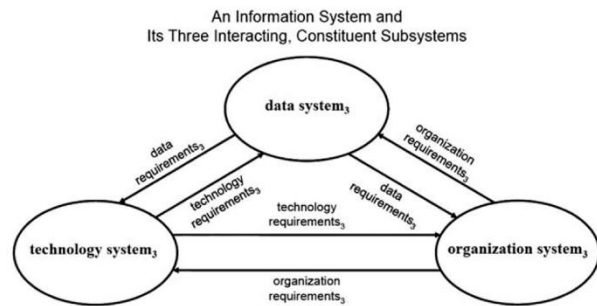 An Information System and
Its Three Interacting, Constituent Subsystems
data system₃
data
requirements₃
organization
requirements₃
technology
requirements₃
data
requirements₃
technology
requirements₃
technology system₃
organization system₃
organization
requirements₃